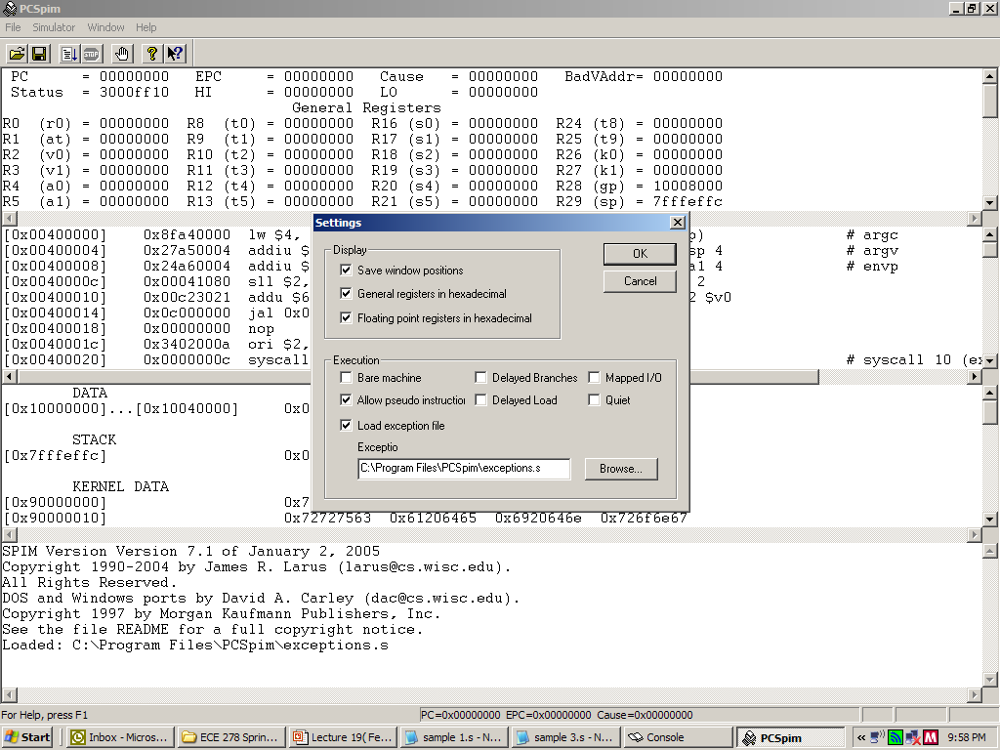 PCSpim
File Simulator Window Help
PC = 00000000 EPC = 00000000 Cause = 00000000 BadVAddr= 00000000
Status = 3000ff10 HI = 00000000 LO = 00000000
General Registers
R0 (r0) = 00000000 R8 (t0) = 00000000 R16 (s0) = 00000000 R24 (t8) = 00000000
R1 (at) = 00000000 R9 (t1) = 00000000 R17 (s1) = 00000000 R25 (t9) = 00000000
R2 (v0) = 00000000 R10 (t2) = 00000000 R18 (s2) = 00000000 R26 (k0) = 00000000
R3 (v1) = 00000000 R11 (t3) = 00000000 R19 (s3) = 00000000 R27 (k1) = 00000000
R4 (a0) = 00000000 R12 (t4) = 00000000 R20 (s4) = 00000000 R28 (gp) = 10008000
R5 (a1) = 00000000 R13 (t5) = 00000000 R21 (s5) = 00000000 R29 (sp) = 7fffeffc
[0x00400000] 0x8fa40000 lw $4, p) # argc
[0x00400004] 0x27a50004 addiu $ sp 4 # argv
[0x00400008] 0x24a60004 addiu $ a1 4 # envp
[0x0040000c] 0x00041080 sll $2, 2
[0x00400010] 0x00c23021 addu $6 2 $v0
[0x00400014] 0x0c000000 jal 0x0
[0x00400018] 0x00000000 nop
[0x0040001c] 0x3402000a ori $2,
[0x00400020] 0x0000000c syscall # syscall 10 (ex
Settings
Display
Save window positions
General registers in hexadecimal
Floating point registers in hexadecimal
OK
Cancel
Execution
Bare machine Delayed Branches Mapped I/O
Allow pseudo instruction Delayed Load Quiet
Load exception file
Exceptio
C:\Program Files\PCSpim\exceptions.s Browse...
DATA
[0x10000000]...[0x10040000] 0x0
STACK
[0x7fffeffc] 0x0
KERNEL DATA
[0x90000000] 0x7
[0x90000010] 0x72727563 0x61206465 0x6920646e 0x726f6e67
SPIM Version Version 7.1 of January 2, 2005
Copyright 1990-2004 by James R. Larus (larus@cs.wisc.edu).
All Rights Reserved.
DOS and Windows ports by David A. Carley (dac@cs.wisc.edu).
Copyright 1997 by Morgan Kaufmann Publishers, Inc.
See the file README for a full copyright notice.
Loaded: C:\Program Files\PCSpim\exceptions.s
For Help, press F1 PC=0x00000000 EPC=0x00000000 Cause=0x00000000
Start Inbox - Micros... ECE 278 Sprin... Lecture 19( Fe... sample 1.s - N... sample 3.s - N... Console PCSpim « 9:58 PM